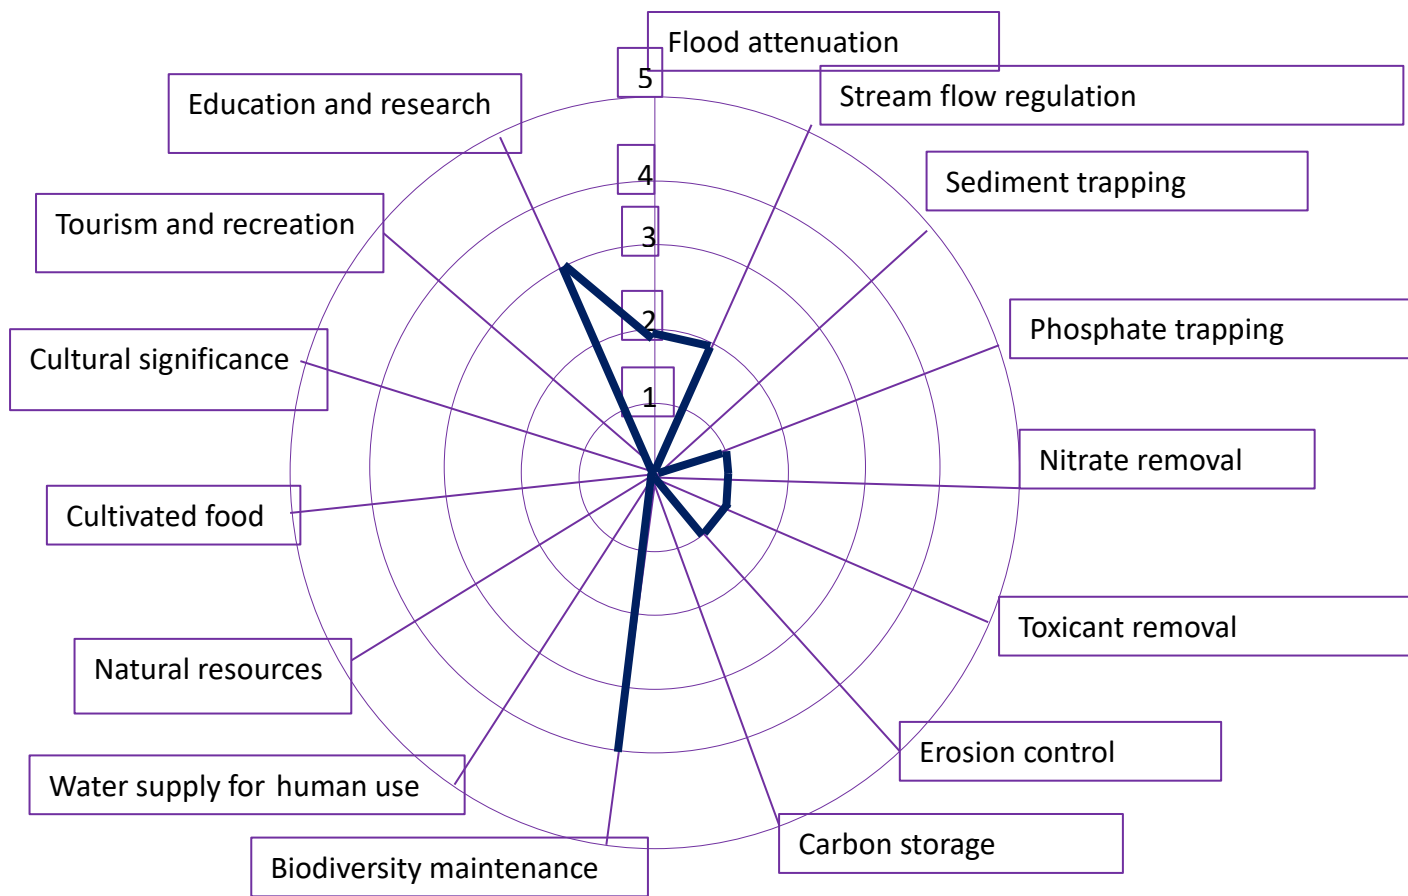 Flood attenuation
5
Stream flow regulation
Education and research
4
Sediment trapping
Tourism and recreation
3
2
Phosphate trapping
Cultural significance
1
Nitrate removal
Cultivated food
Toxicant removal
Natural resources
Erosion control
Water supply for human use
Carbon storage
Biodiversity maintenance